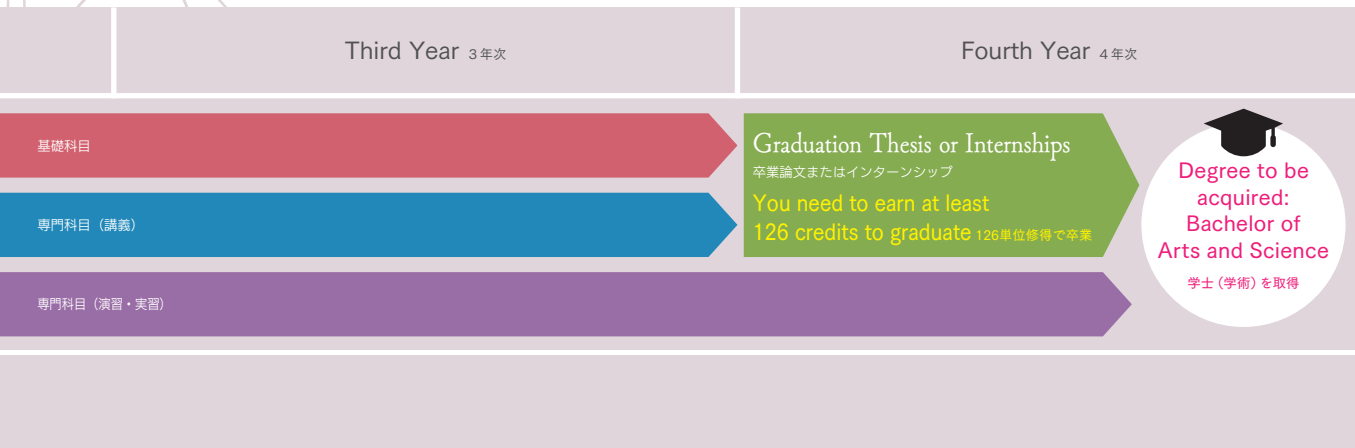 Third Year 3年次
Fourth Year 4年次
基礎科目
専門科目（講義）
専門科目（演習・実習）
Graduation Thesis or Internships
卒業論文またはインターンシップ
You need to earn at least
126 credits to graduate 126単位修得で卒業
Degree to be
acquired:
Bachelor of
Arts and Science
学士（学術）を取得